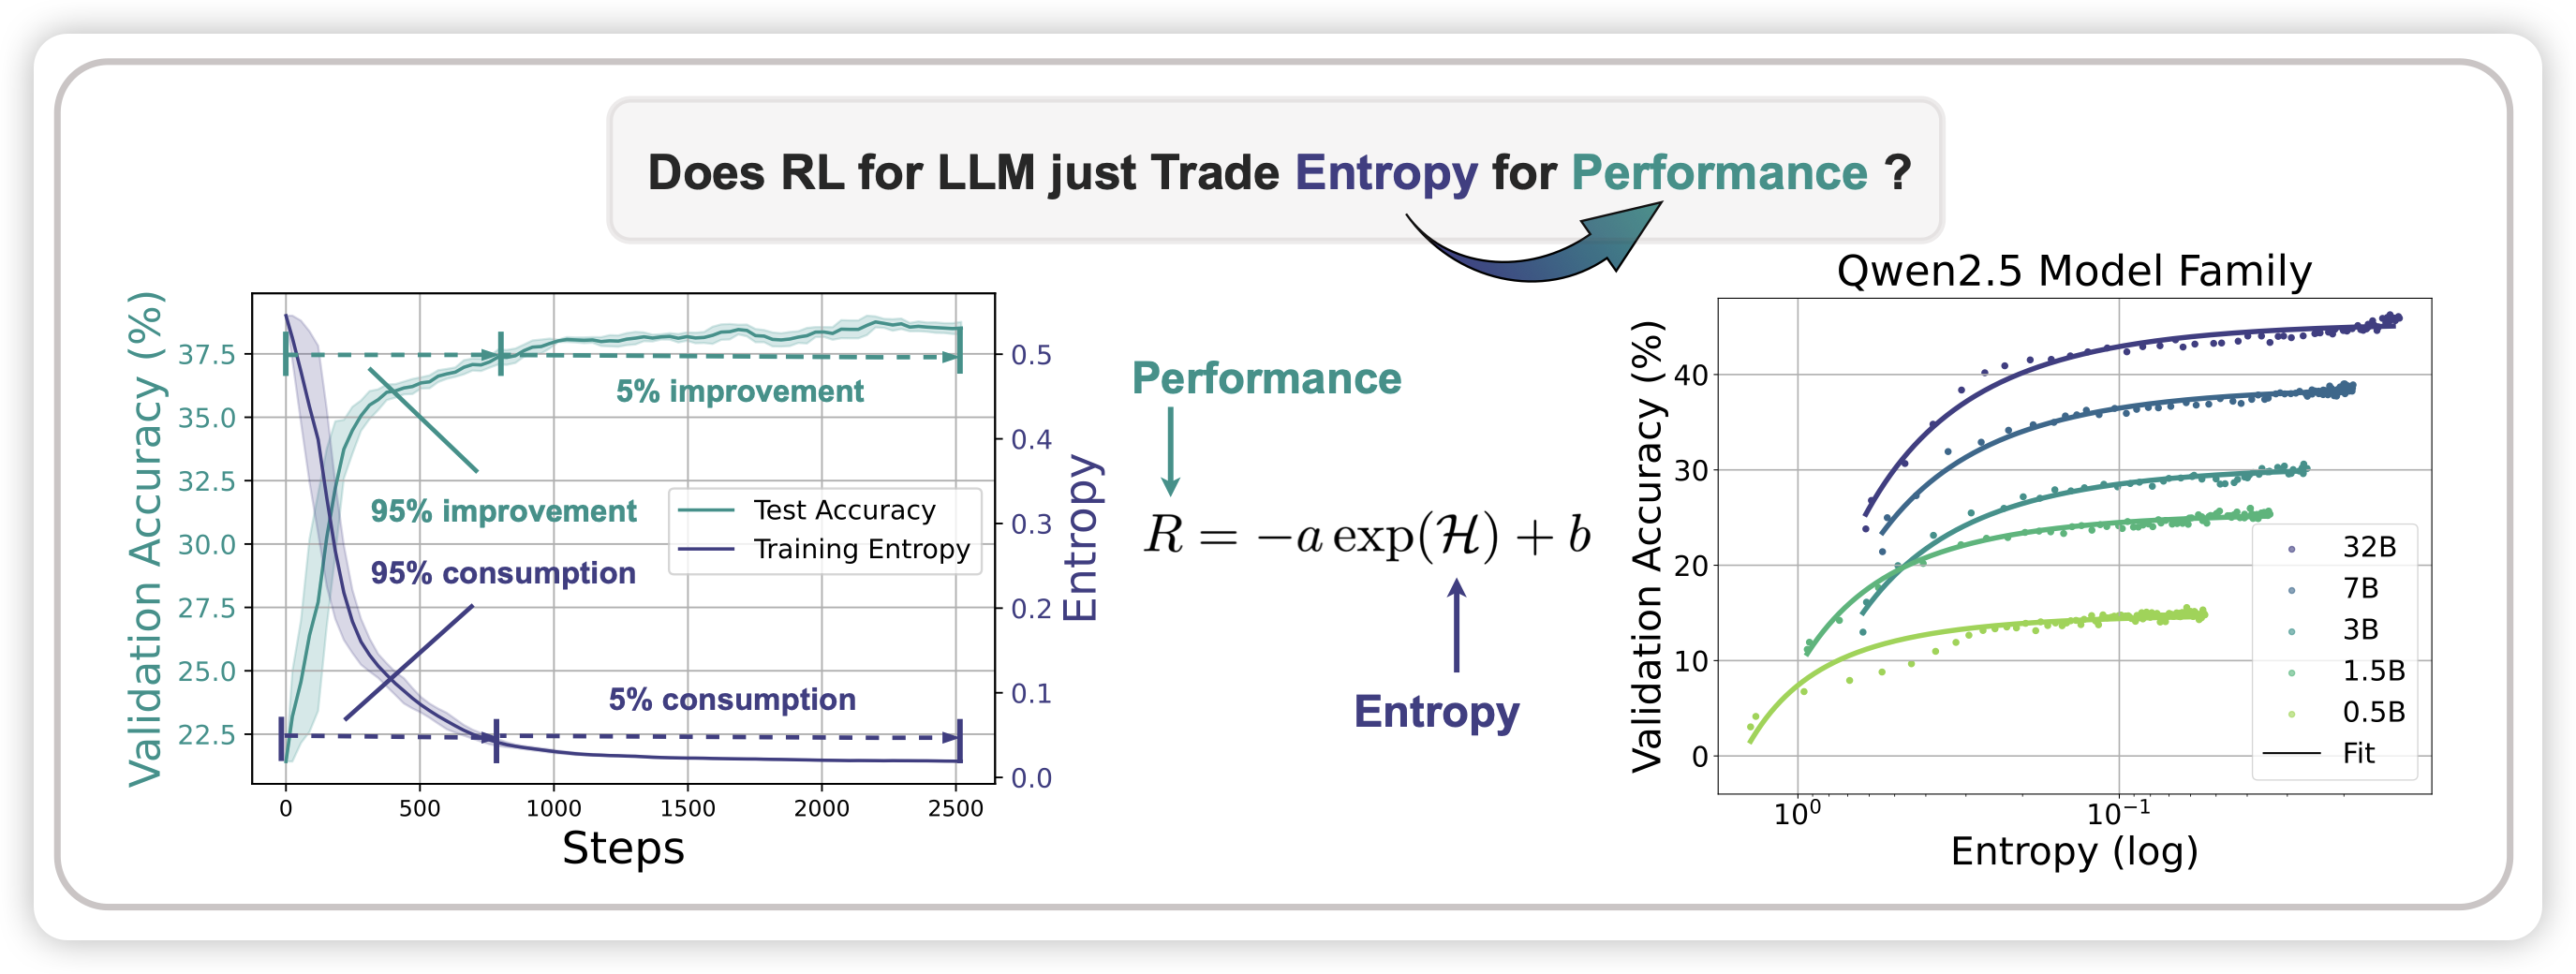 Does RL for LLM just Trade Entropy for Performance ?
Validation Accuracy (%)
37.5
35.0
32.5
30.0
27.5
25.0
22.5
5% improvement
95% improvement
95% consumption
5% consumption
Test Accuracy
Training Entropy
0.5
0.4
0.3
0.2
0.1
0.0
Entropy
0 500 1000 1500 2000 2500
Steps
Performance
R = −a exp(ℋ) + b
Entropy
Qwen2.5 Model Family
Validation Accuracy (%)
40
30
20
10
0
32B
7B
3B
1.5B
0.5B
Fit
10⁰ 10⁻¹
Entropy (log)